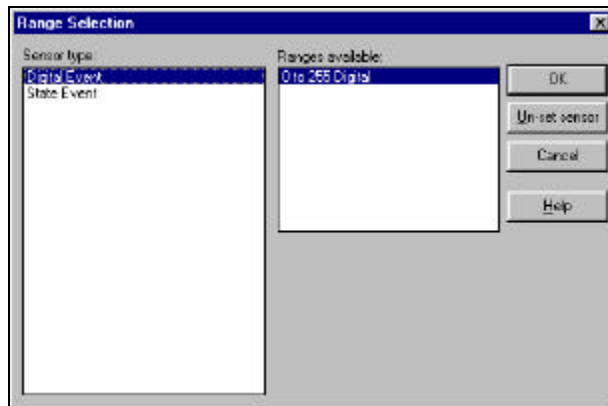 Range Selection
Sensor type:
Digital Event
State Event
Ranges available:
0 to 255 Digital
OK
Un-set sensor
Cancel
Help